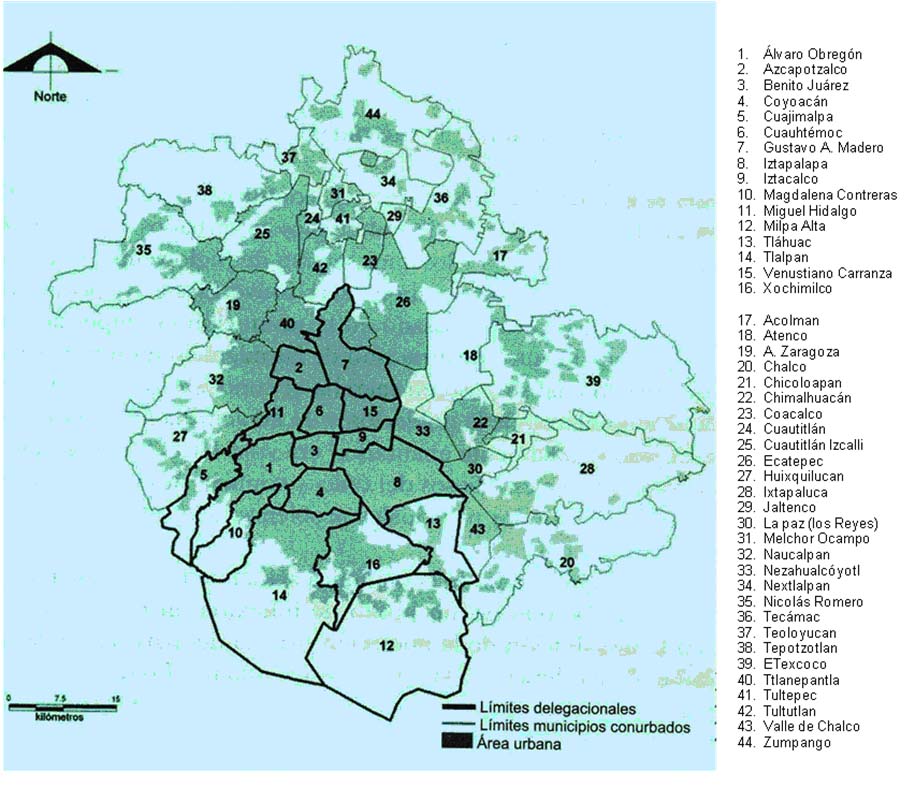 Norte
44
37
38
34
31
36
24
41
29
25
35
17
42
23
26
19
40
18
7
2
39
32
11
6
15
22
33
21
9
27
3
1
30
28
5
8
4
13
43
10
16
20
14
12
0 7.5 15
kilómetros
Límites delegacionales
Límites municipios conurbados
Área urbana
1. Álvaro Obregón
2. Azcapotzalco
3. Benito Juárez
4. Coyoacán
5. Cuajimalpa
6. Cuauhtémoc
7. Gustavo A. Madero
8. Iztapalapa
9. Iztacalco
10. Magdalena Contreras
11. Miguel Hidalgo
12. Milpa Alta
13. Tláhuac
14. Tlalpan
15. Venustiano Carranza
16. Xochimilco
17. Acolman
18. Atenco
19. A. Zaragoza
20. Chalco
21. Chicoloapan
22. Chimalhuacán
23. Coacalco
24. Cuautitlán
25. Cuautitlán Izcalli
26. Ecatepec
27. Huixquilucan
28. Ixtapaluca
29. Jaltenco
30. La paz (los Reyes)
31. Melchor Ocampo
32. Naucalpan
33. Nezahualcóyotl
34. Nextlalpan
35. Nicolás Romero
36. Tecámac
37. Teoloyucan
38. Tepotzotlan
39. ETexcoco
40. Ttlanepantla
41. Tultepec
42. Tultutlan
43. Valle de Chalco
44. Zumpango